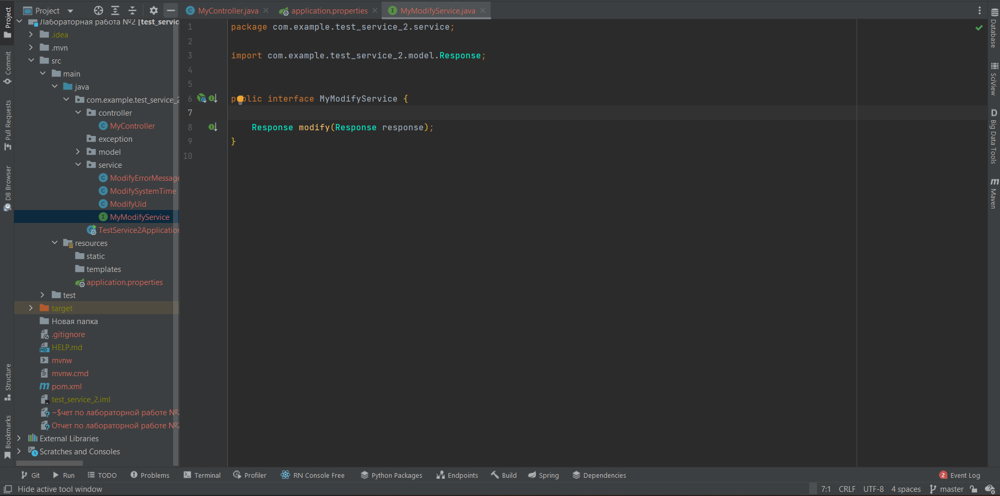 Project
MyController.java
application.properties
MyModifyService.java
Project
Commit
Pull Requests
DB Browser
Structure
Bookmarks
Лабораторная работа №2 [test_servic
.idea
.mvn
src
main
java
com.example.test_service_2
controller
MyController
exception
model
service
ModifyErrorMessage
ModifySystemTime
ModifyUid
MyModifyService
TestService2Application
resources
static
templates
application.properties
test
target
Новая папка
.gitignore
HELP.md
mvnw
mvnw.cmd
pom.xml
test_service_2.iml
~$чет по лабораторной работе №2
Отчет по лабораторной работе №2
External Libraries
Scratches and Consoles
1 package com.example.test_service_2.service;
2
3 import com.example.test_service_2.model.Response;
4
5
6 public interface MyModifyService {
7
8 Response modify(Response response);
9 }
10
Database
SciView
D Big Data Tools
m Maven
Git Run TODO Problems Terminal Profiler RN Console Free Python Packages Endpoints Build Spring Dependencies 2 Event Log
Hide active tool window 7:1 CRLF UTF-8 4 spaces master